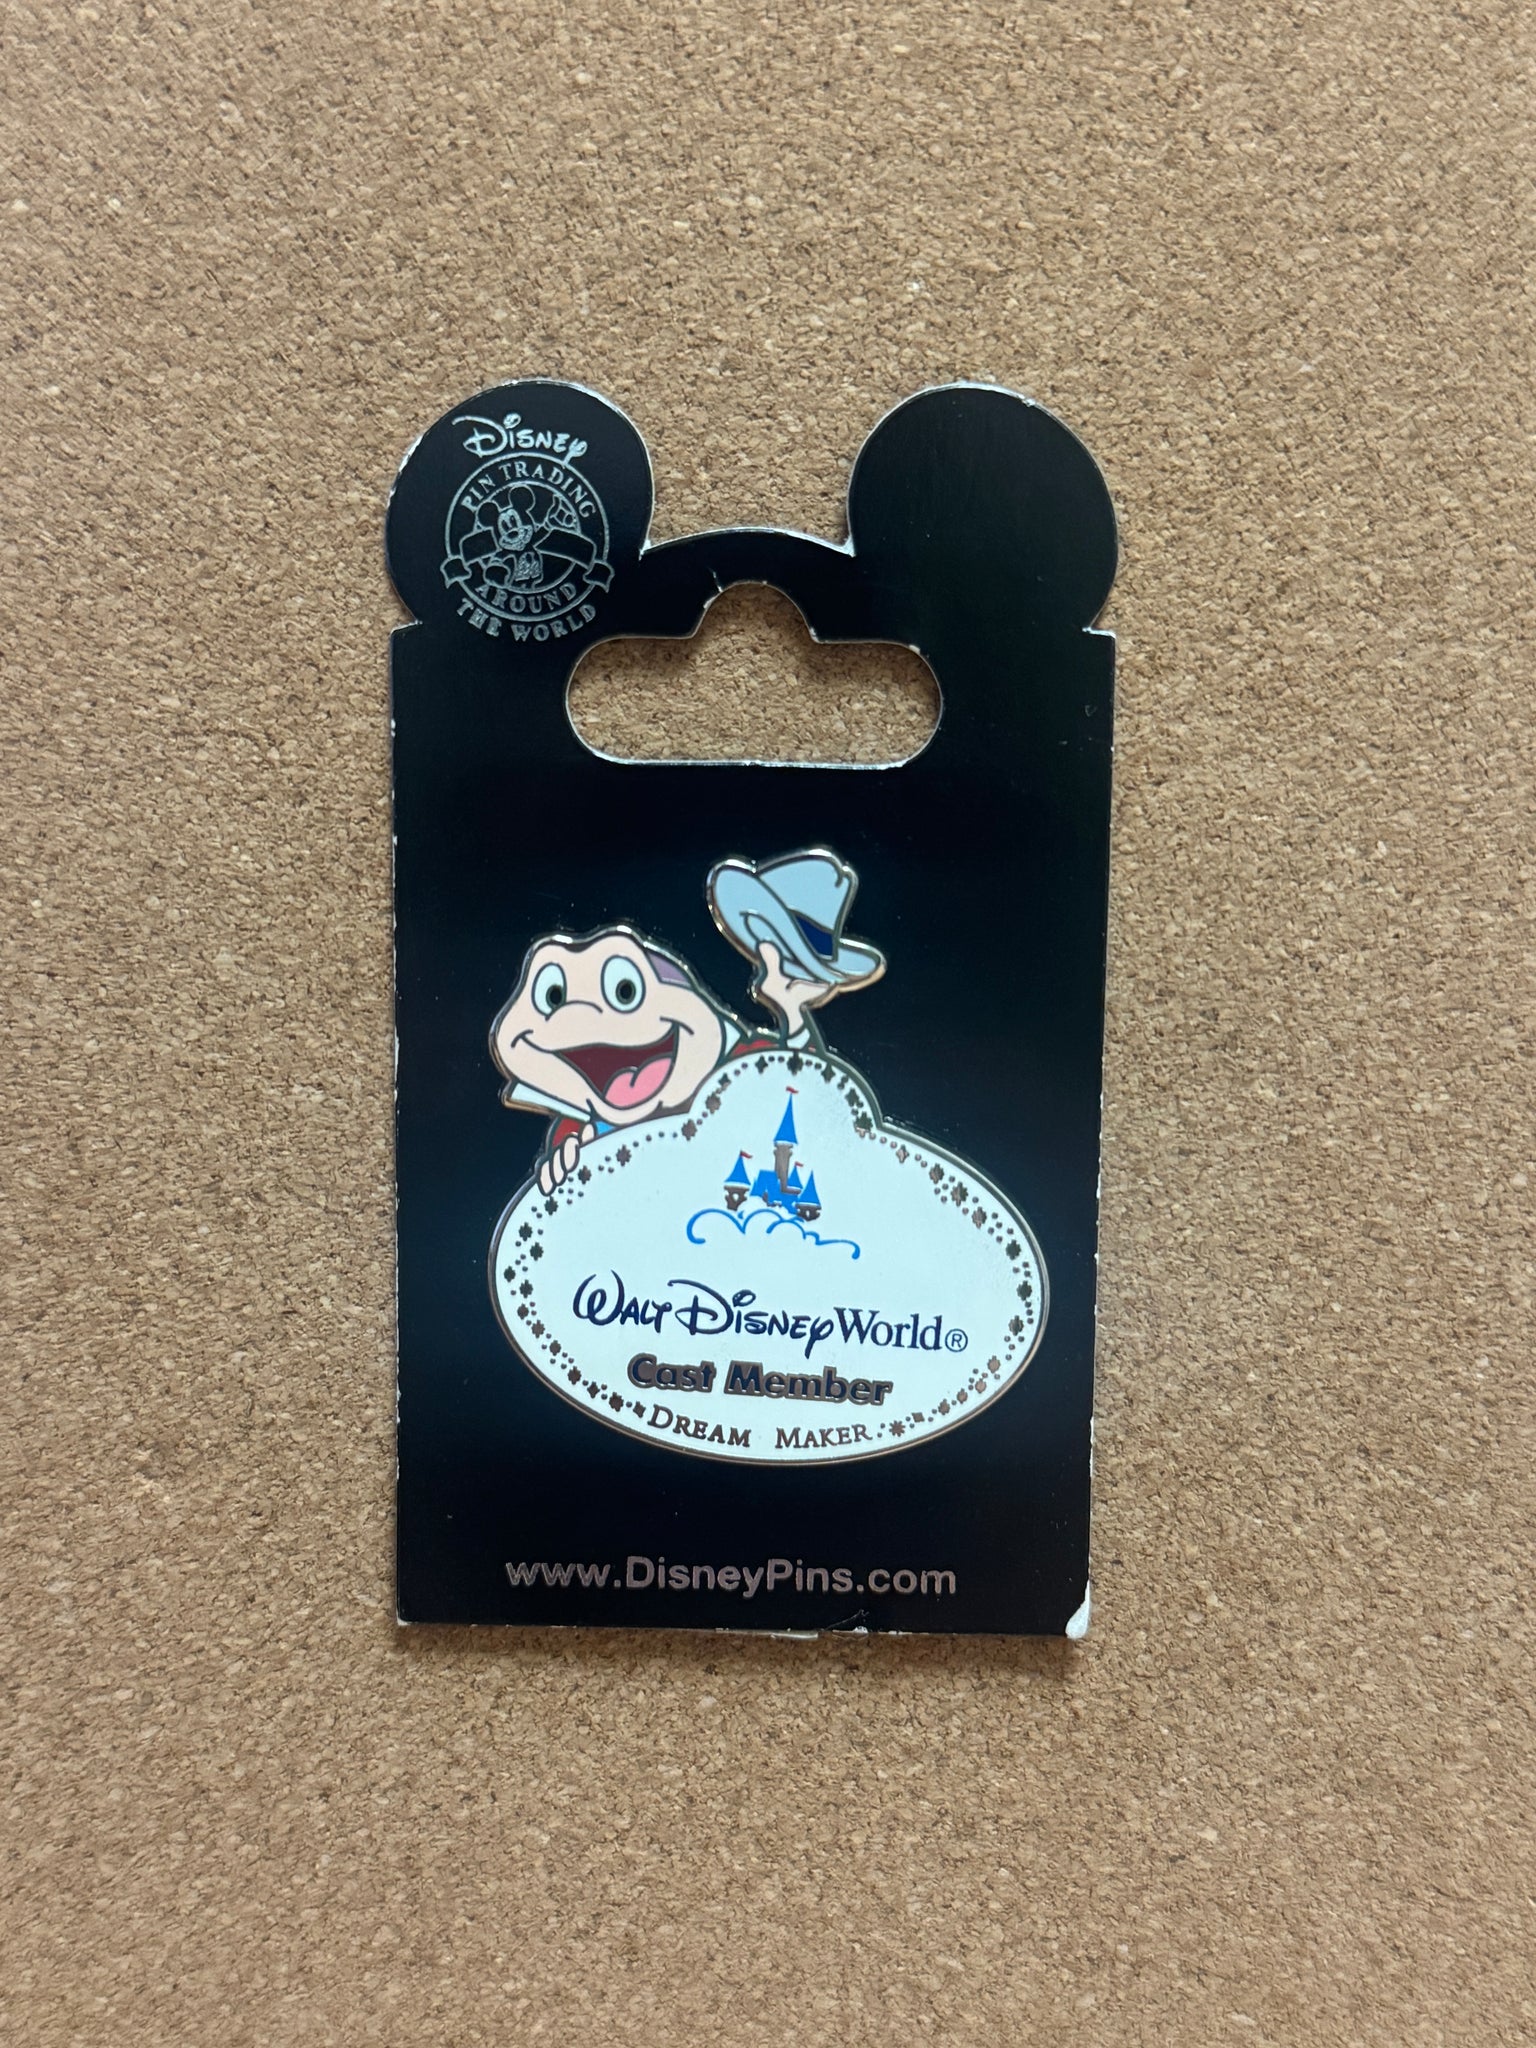 Disney
PIN TRADING
AROUND
THE WORLD
Walt Disney World®
Cast Member
DREAM MAKER
www.DisneyPins.com